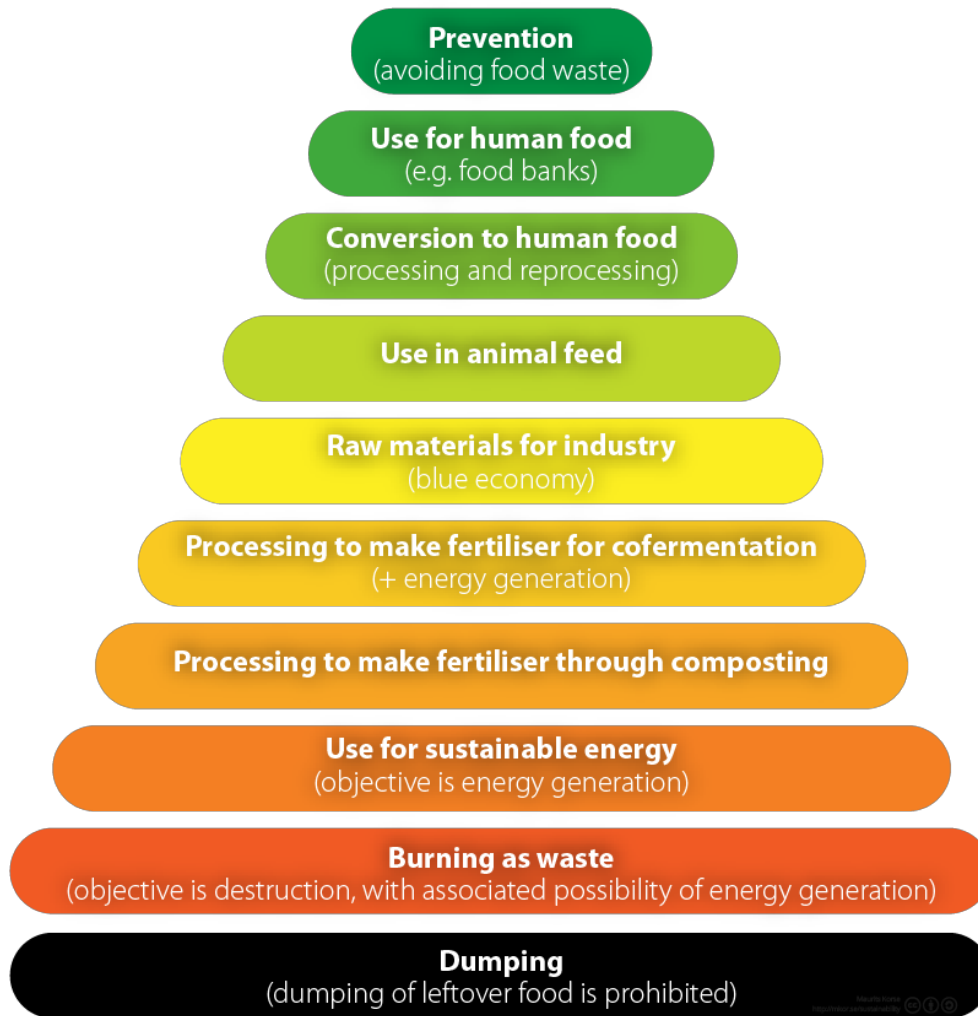 Prevention
(avoiding food waste)
Use for human food
(e.g. food banks)
Conversion to human food
(processing and reprocessing)
Use in animal feed
Raw materials for industry
(blue economy)
Processing to make fertiliser for cofermentation
(+ energy generation)
Processing to make fertiliser through composting
Use for sustainable energy
(objective is energy generation)
Burning as waste
(objective is destruction, with associated possibility of energy generation)
Dumping
(dumping of leftover food is prohibited)